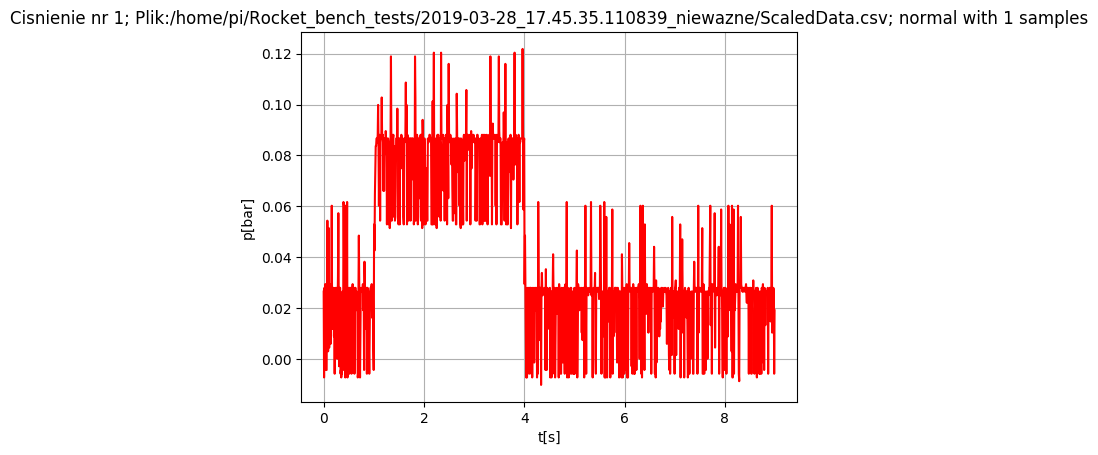 Cisnienie nr 1; Plik:/home/pi/Rocket_bench_tests/2019-03-28_17.45.35.110839_niewazne/ScaledData.csv; normal with 1 samples
0.12
0.10
0.08
0.06
0.04
0.02
0.00
p[bar]
0 2 4 6 8
t[s]